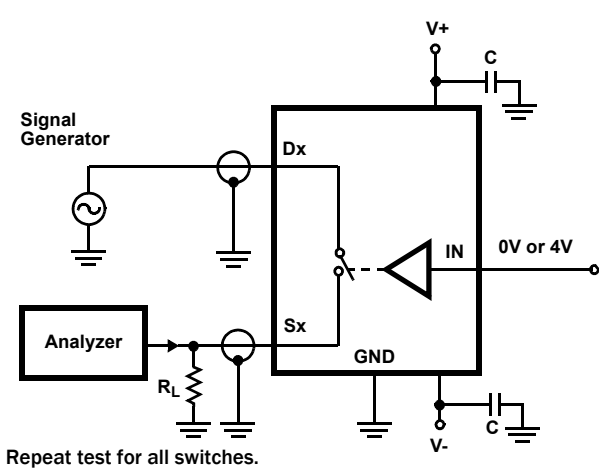 V+
C
Signal
Generator
Dx
IN
0V or 4V
Sx
Analyzer
GND
RL
C
V-
Repeat test for all switches.